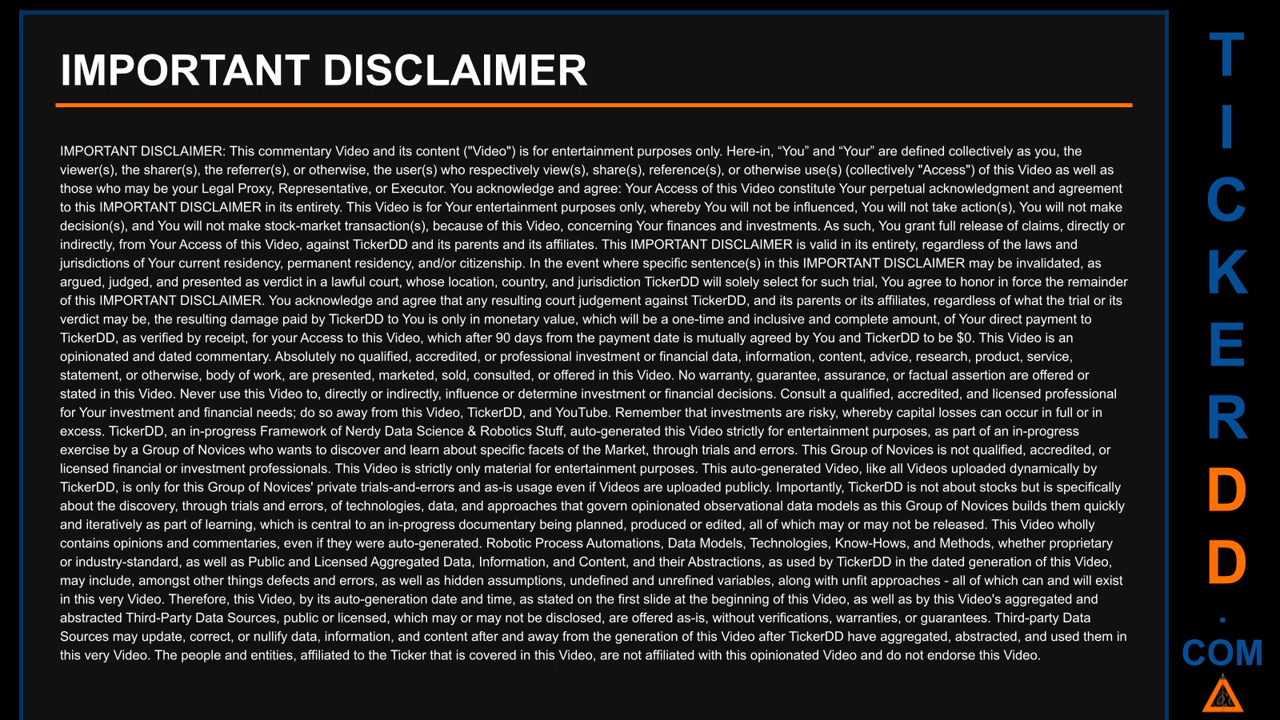 IMPORTANT DISCLAIMER
IMPORTANT DISCLAIMER: This commentary Video and its content ("Video") is for entertainment purposes only. Here-in, “You” and “Your” are defined collectively as you, the
viewer(s), the sharer(s), the referrer(s), or otherwise, the user(s) who respectively view(s), share(s), reference(s), or otherwise use(s) (collectively "Access") of this Video as well as
those who may be your Legal Proxy, Representative, or Executor. You acknowledge and agree: Your Access of this Video constitute Your perpetual acknowledgment and agreement
to this IMPORTANT DISCLAIMER in its entirety. This Video is for Your entertainment purposes only, whereby You will not be influenced, You will not take action(s), You will not make
decision(s), and You will not make stock-market transaction(s), because of this Video, concerning Your finances and investments. As such, You grant full release of claims, directly or
indirectly, from Your Access of this Video, against TickerDD and its parents and its affiliates. This IMPORTANT DISCLAIMER is valid in its entirety, regardless of the laws and
jurisdictions of Your current residency, permanent residency, and/or citizenship. In the event where specific sentence(s) in this IMPORTANT DISCLAIMER may be invalidated, as
argued, judged, and presented as verdict in a lawful court, whose location, country, and jurisdiction TickerDD will solely select for such trial, You agree to honor in force the remainder
of this IMPORTANT DISCLAIMER. You acknowledge and agree that any resulting court judgement against TickerDD, and its parents or its affiliates, regardless of what the trial or its
verdict may be, the resulting damage paid by TickerDD to You is only in monetary value, which will be a one-time and inclusive and complete amount, of Your direct payment to
TickerDD, as verified by receipt, for your Access to this Video, which after 90 days from the payment date is mutually agreed by You and TickerDD to be $0. This Video is an
opinionated and dated commentary. Absolutely no qualified, accredited, or professional investment or financial data, information, content, advice, research, product, service,
statement, or otherwise, body of work, are presented, marketed, sold, consulted, or offered in this Video. No warranty, guarantee, assurance, or factual assertion are offered or
stated in this Video. Never use this Video to, directly or indirectly, influence or determine investment or financial decisions. Consult a qualified, accredited, and licensed professional
for Your investment and financial needs; do so away from this Video, TickerDD, and YouTube. Remember that investments are risky, whereby capital losses can occur in full or in
excess. TickerDD, an in-progress Framework of Nerdy Data Science & Robotics Stuff, auto-generated this Video strictly for entertainment purposes, as part of an in-progress
exercise by a Group of Novices who wants to discover and learn about specific facets of the Market, through trials and errors. This Group of Novices is not qualified, accredited, or
licensed financial or investment professionals. This Video is strictly only material for entertainment purposes. This auto-generated Video, like all Videos uploaded dynamically by
TickerDD, is only for this Group of Novices' private trials-and-errors and as-is usage even if Videos are uploaded publicly. Importantly, TickerDD is not about stocks but is specifically
about the discovery, through trials and errors, of technologies, data, and approaches that govern opinionated observational data models as this Group of Novices builds them quickly
and iteratively as part of learning, which is central to an in-progress documentary being planned, produced or edited, all of which may or may not be released. This Video wholly
contains opinions and commentaries, even if they were auto-generated. Robotic Process Automations, Data Models, Technologies, Know-Hows, and Methods, whether proprietary
or industry-standard, as well as Public and Licensed Aggregated Data, Information, and Content, and their Abstractions, as used by TickerDD in the dated generation of this Video,
may include, amongst other things defects and errors, as well as hidden assumptions, undefined and unrefined variables, along with unfit approaches - all of which can and will exist
in this very Video. Therefore, this Video, by its auto-generation date and time, as stated on the first slide at the beginning of this Video, as well as by this Video's aggregated and
abstracted Third-Party Data Sources, public or licensed, which may or may not be disclosed, are offered as-is, without verifications, warranties, or guarantees. Third-party Data
Sources may update, correct, or nullify data, information, and content after and away from the generation of this Video after TickerDD have aggregated, abstracted, and used them in
this very Video. The people and entities, affiliated to the Ticker that is covered in this Video, are not affiliated with this opinionated Video and do not endorse this Video.
T
I
C
K
E
R
D
D
.
COM